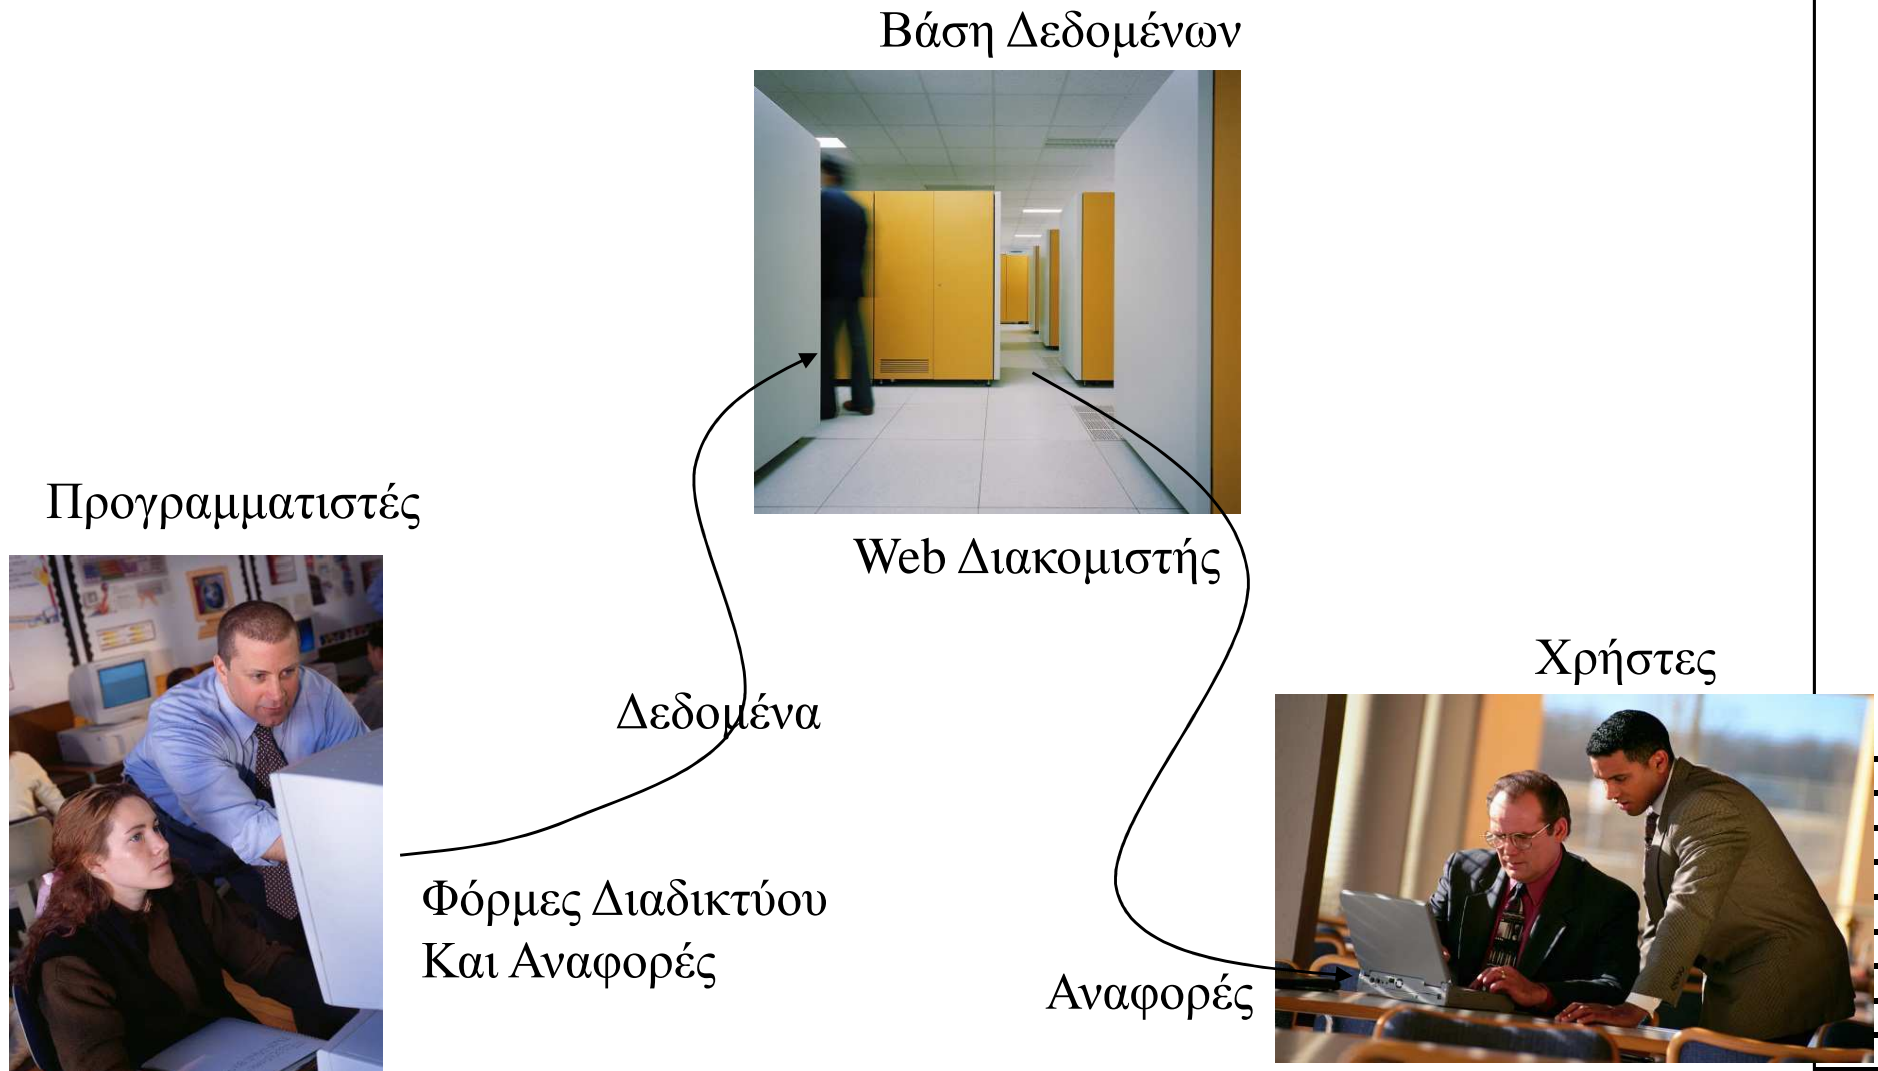 Βάση Δεδομένων
Προγραμματιστές
Web Διακομιστής
Χρήστες
Δεδομένα
Φόρμες Διαδικτύου
Και Αναφορές
Αναφορές